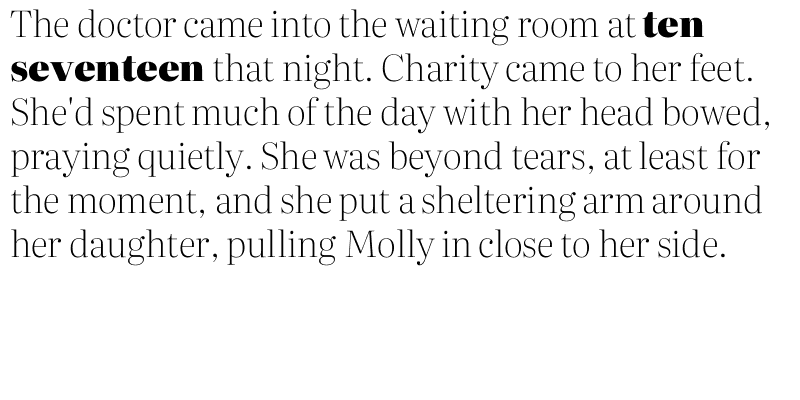 The doctor came into the waiting room at ten
seventeen that night. Charity came to her feet.
She'd spent much of the day with her head bowed,
praying quietly. She was beyond tears, at least for
the moment, and she put a sheltering arm around
her daughter, pulling Molly in close to her side.